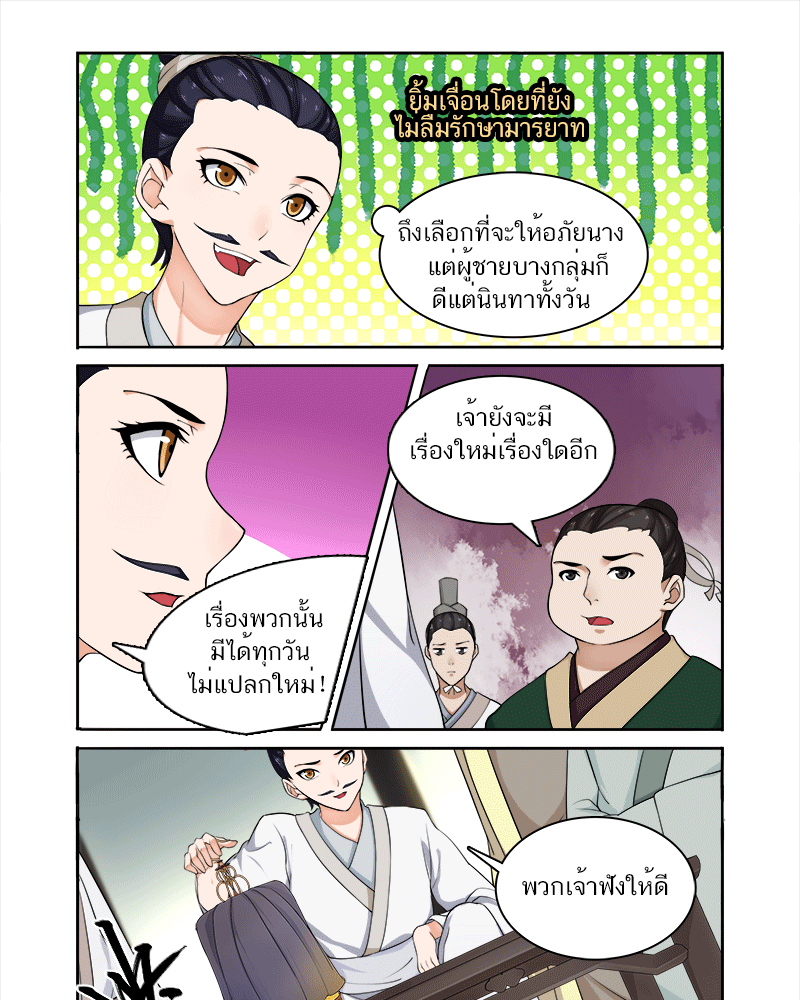 ยิ้มเจื่อนโดยที่ยัง
ไม่ลืมรักษามารยาท
ถึงเลือกที่จะให้อภัยนาง
แต่ผู้ชายบางกลุ่มก็
ดีแต่นินทาทั้งวัน
เจ้ายังจะมี
เรื่องใหม่เรื่องใดอีก
เรื่องพวกนั้น
มีได้ทุกวัน
ไม่แปลกใหม่!
พวกเจ้าฟังให้ดี